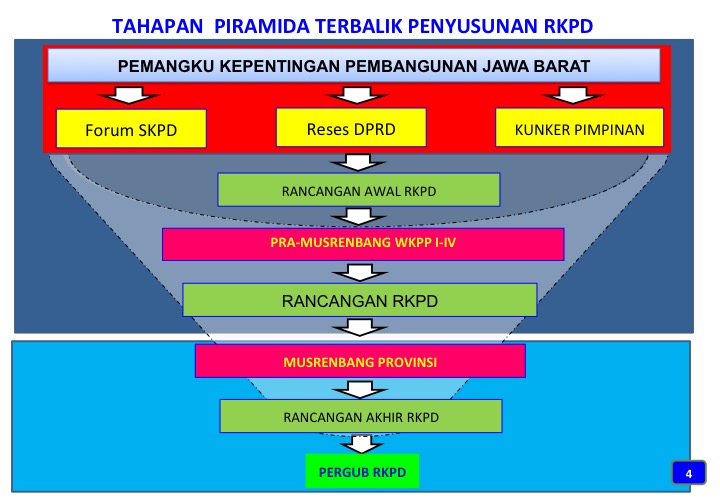 TAHAPAN PIRAMIDA TERBALIK PENYUSUNAN RKPD
PEMANGKU KEPENTINGAN PEMBANGUNAN JAWA BARAT
Forum SKPD
Reses DPRD
KUNKER PIMPINAN
RANCANGAN AWAL RKPD
PRA-MUSRENBANG WKPP I-IV
RANCANGAN RKPD
MUSRENBANG PROVINSI
RANCANGAN AKHIR RKPD
PERGUB RKPD
4